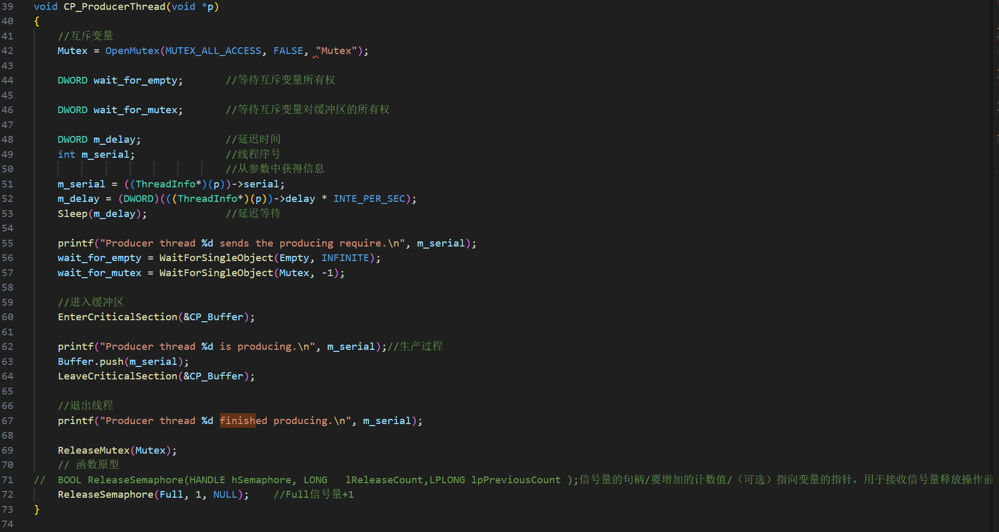 39 void CP_ProducerThread(void *p)
40 {
41 //互斥变量
42 Mutex = OpenMutex(MUTEX_ALL_ACCESS, FALSE, "Mutex");
43
44 DWORD wait_for_empty; //等待互斥变量所有权
45
46 DWORD wait_for_mutex; //等待互斥变量对缓冲区的所有权
47
48 DWORD m_delay; //延迟时间
49 int m_serial; //线程序号
50 //从参数中获得信息
51 m_serial = ((ThreadInfo*)(p))->serial;
52 m_delay = (DWORD)(((ThreadInfo*)(p))->delay * INTE_PER_SEC);
53 Sleep(m_delay); //延迟等待
54
55 printf("Producer thread %d sends the producing require.\n", m_serial);
56 wait_for_empty = WaitForSingleObject(Empty, INFINITE);
57 wait_for_mutex = WaitForSingleObject(Mutex, -1);
58
59 //进入缓冲区
60 EnterCriticalSection(&CP_Buffer);
61
62 printf("Producer thread %d is producing.\n", m_serial);//生产过程
63 Buffer.push(m_serial);
64 LeaveCriticalSection(&CP_Buffer);
65
66 //退出线程
67 printf("Producer thread %d finished producing.\n", m_serial);
68
69 ReleaseMutex(Mutex);
70 // 函数原型
71 // BOOL ReleaseSemaphore(HANDLE hSemaphore, LONG lReleaseCount,LPLONG lpPreviousCount );信号量的句柄/要增加的计数值/（可选）指向变量的指针，用于接收信号量释放操作前
72 ReleaseSemaphore(Full, 1, NULL); //Full信号量+1
73 }
74